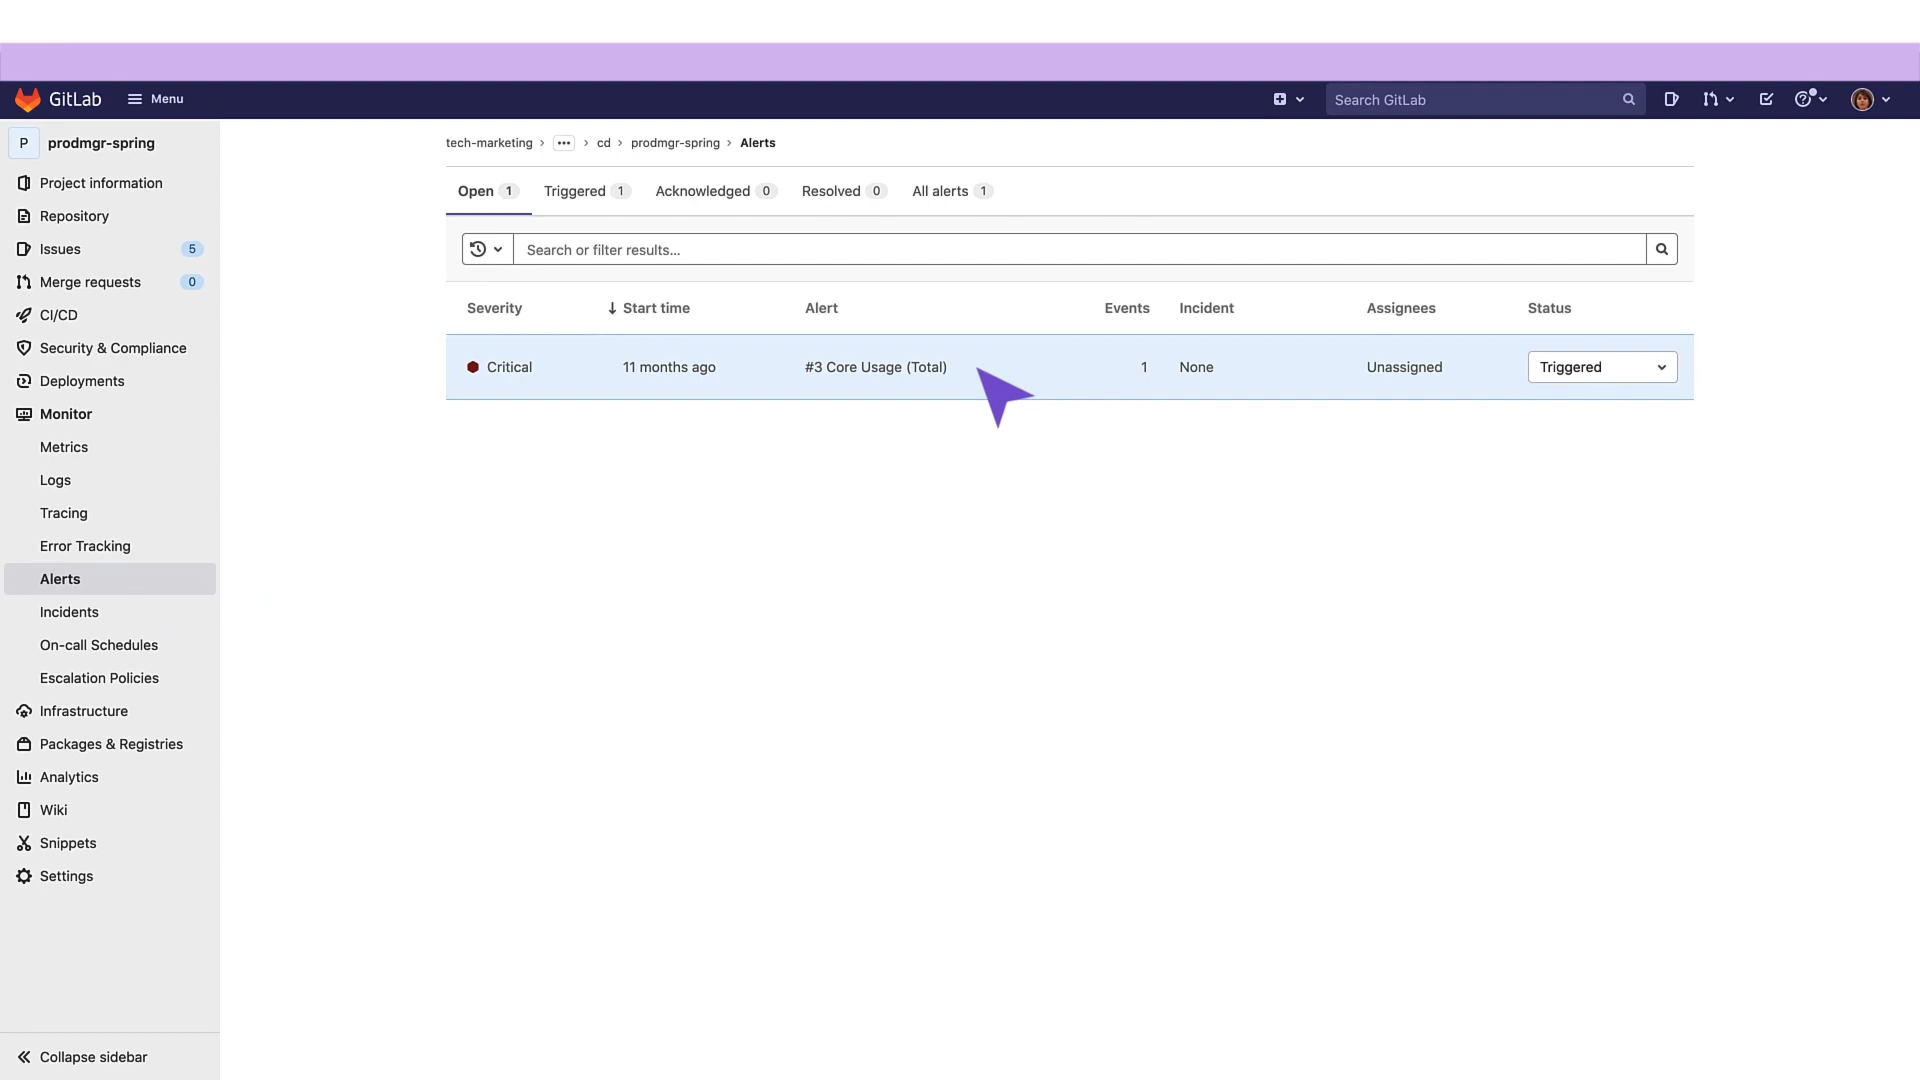 GitLab Menu Search GitLab
P prodmgr-spring
tech-marketing › ••• › cd › prodmgr-spring › Alerts
Project information
Repository
Issues 5
Merge requests 0
CI/CD
Security & Compliance
Deployments
Monitor
Metrics
Logs
Tracing
Error Tracking
Alerts
Incidents
On-call Schedules
Escalation Policies
Infrastructure
Packages & Registries
Analytics
Wiki
Snippets
Settings
Collapse sidebar
Open 1 Triggered 1 Acknowledged 0 Resolved 0 All alerts 1
Search or filter results...
Severity ↓ Start time Alert Events Incident Assignees Status
Critical 11 months ago #3 Core Usage (Total) 1 None Unassigned Triggered